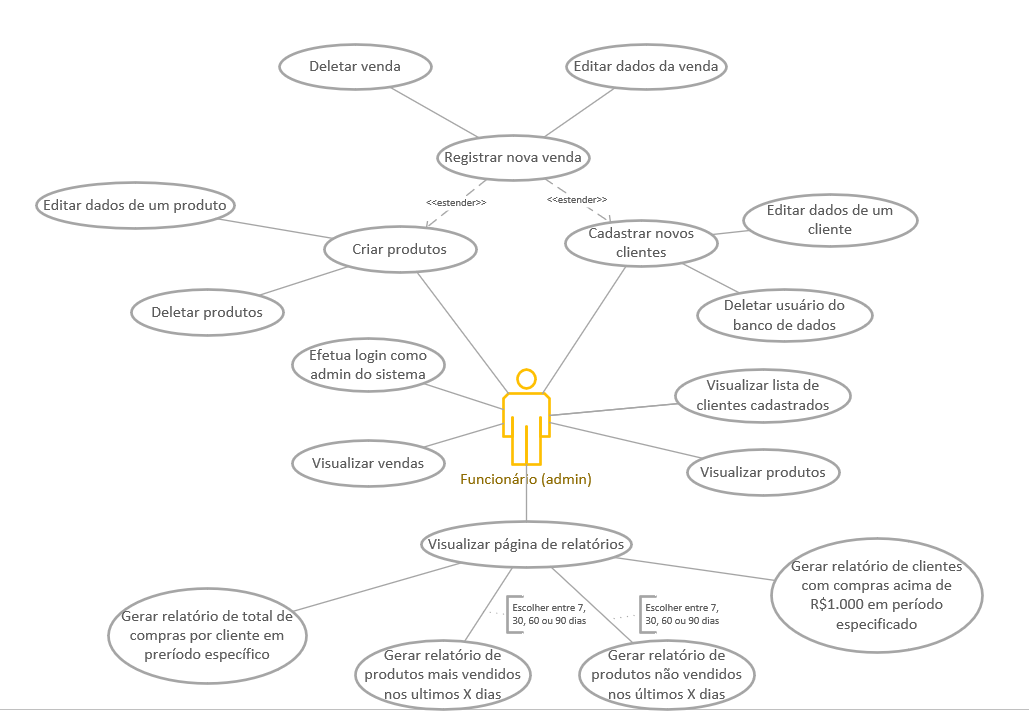 Deletar venda
Editar dados da venda
Registrar nova venda
<<estender>>
<<estender>>
Editar dados de um produto
Editar dados de um
cliente
Criar produtos
Cadastrar novos
clientes
Deletar produtos
Deletar usuário do
banco de dados
Efetua login como
admin do sistema
Visualizar lista de
clientes cadastrados
Visualizar vendas
Visualizar produtos
Funcionário (admin)
Visualizar página de relatórios
Gerar relatório de total de
compras por cliente em
preríodo específico
Escolher entre 7,
30, 60 ou 90 dias
Escolher entre 7,
30, 60 ou 90 dias
Gerar relatório de clientes
com compras acima de
R$1.000 em período
especificado
Gerar relatório de
produtos mais vendidos
nos ultimos X dias
Gerar relatório de
produtos não vendidos
nos últimos X dias